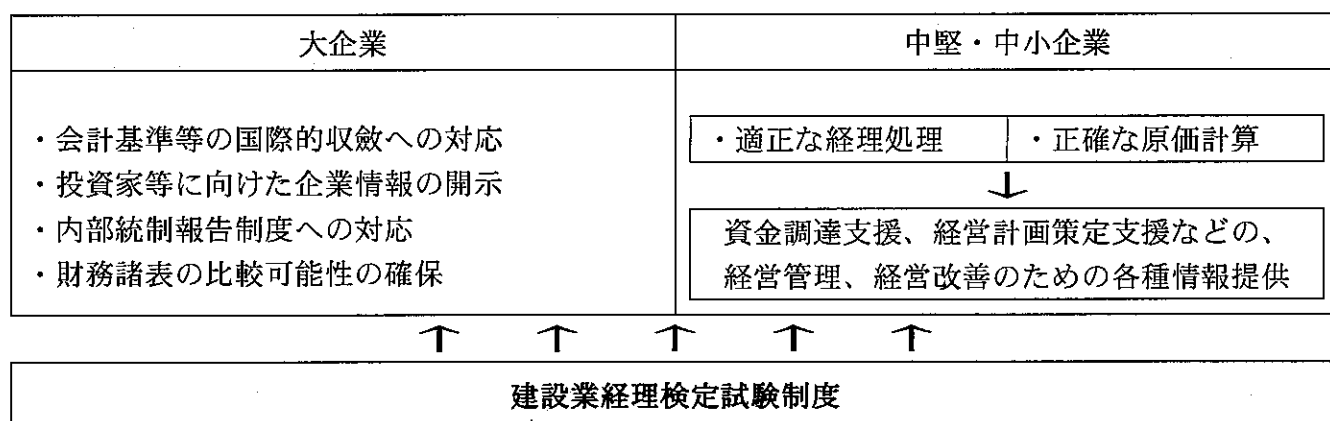 大企業
中堅・中小企業
・会計基準等の国際的収斂への対応
・投資家等に向けた企業情報の開示
・内部統制報告制度への対応
・財務諸表の比較可能性の確保
・適正な経理処理
・正確な原価計算
↓
資金調達支援、経営計画策定支援などの、
経営管理、経営改善のための各種情報提供
↑ ↑ ↑ ↑ ↑
建設業経理検定試験制度